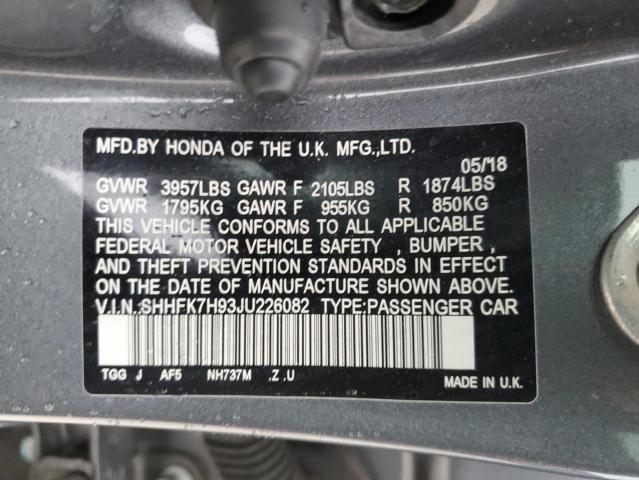 MFD.BY HONDA OF THE U.K. MFG.,LTD.
05/18
GVWR 3957LBS GAWR F 2105LBS R 1874LBS
GVWR 1795KG GAWR F 955KG R 850KG
THIS VEHICLE CONFORMS TO ALL APPLICABLE
FEDERAL MOTOR VEHICLE SAFETY , BUMPER ,
AND THEFT PREVENTION STANDARDS IN EFFECT
ON THE DATE OF MANUFACTURE SHOWN ABOVE.
V.I.N.:SHHFK7H93JU226082 TYPE:PASSENGER CAR
TGG J AF5 NH737M .Z .U
MADE IN U.K.